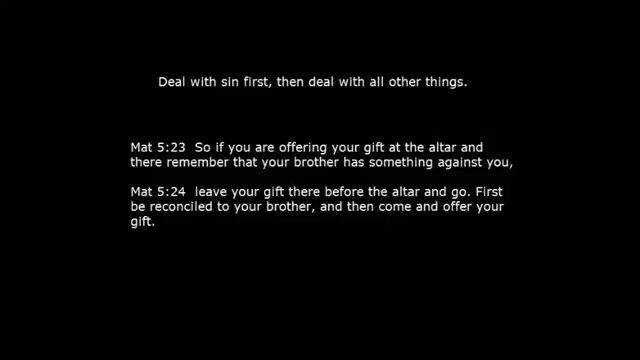 Deal with sin first, then deal with all other things.
Mat 5:23  So if you are offering your gift at the altar and
there remember that your brother has something against you,
Mat 5:24  leave your gift there before the altar and go. First
be reconciled to your brother, and then come and offer your
gift.